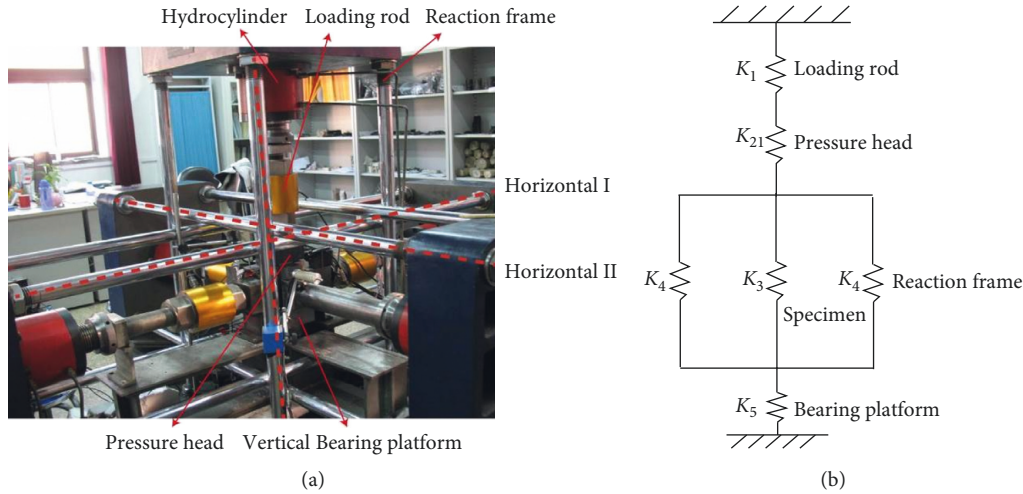 Hydrocylinder Loading rod Reaction frame
Horizontal I
Horizontal II
Pressure head Vertical Bearing platform
(a)
K1 Loading rod
K21 Pressure head
K4 K3 K4 Reaction frame
Specimen
K5 Bearing platform
(b)